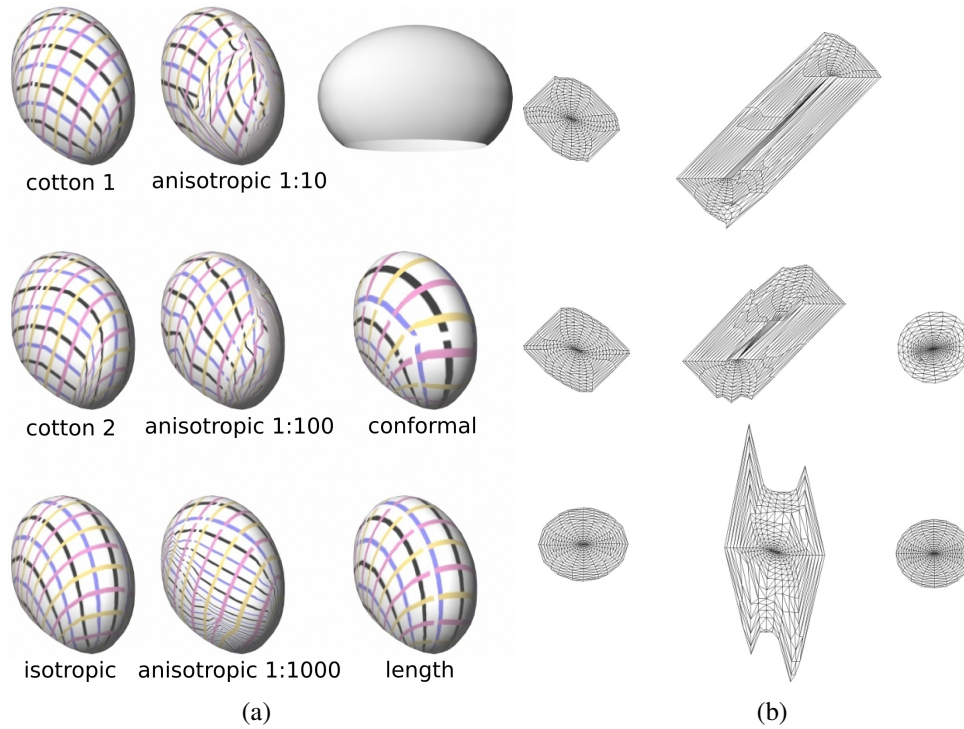 cotton 1
anisotropic 1:10
cotton 2
anisotropic 1:100
conformal
isotropic
anisotropic 1:1000
length
(a)
(b)